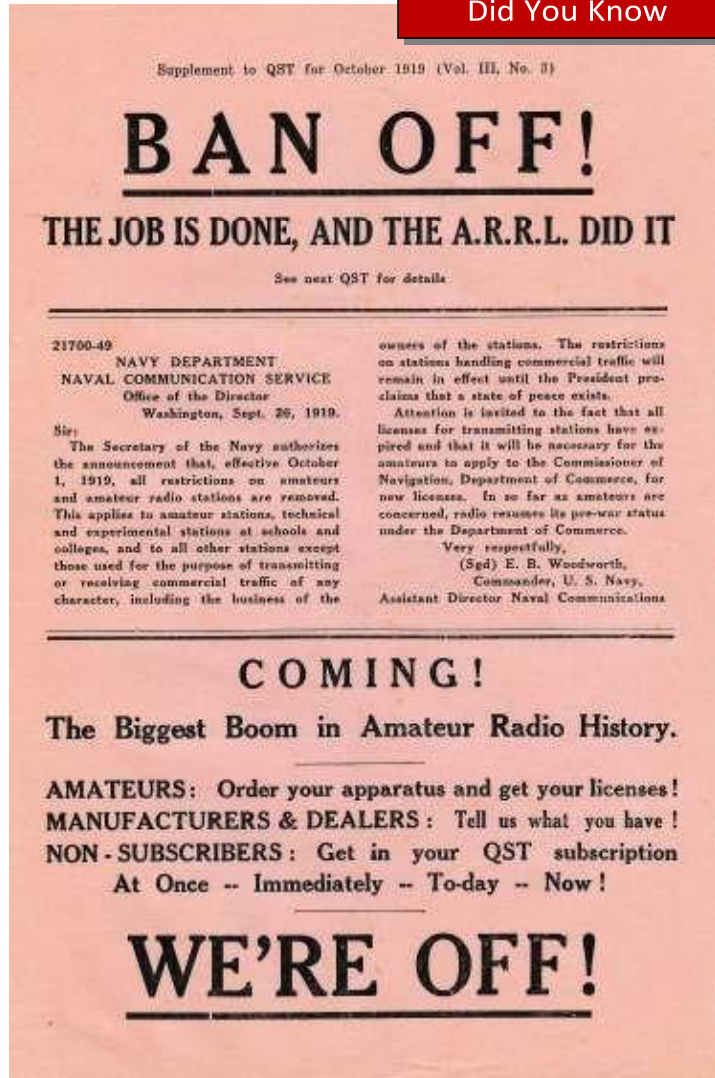 Did You Know
Supplement to QST for October 1919 (Vol. III, No. 3)
BAN OFF!
THE JOB IS DONE, AND THE A.R.R.L. DID IT
See next QST for details
21700-49
NAVY DEPARTMENT
NAVAL COMMUNICATION SERVICE
Office of the Director
Washington, Sept. 26, 1919.
Sir:
The Secretary of the Navy authorizes
the announcement that, effective October
1, 1919, all restrictions on amateurs
and amateur radio stations are removed.
This applies to amateur stations, technical
and experimental stations at schools and
colleges, and to all other stations except
those used for the purpose of transmitting
or receiving commercial traffic of any
character, including the business of the
owners of the stations. The restrictions
on stations handling commercial traffic will
remain in effect until the President pro-
claims that a state of peace exists.
Attention is invited to the fact that all
licenses for transmitting stations have ex-
pired and that it will be necessary for the
amateurs to apply to the Commissioner of
Navigation, Department of Commerce, for
new licenses. In so far as amateurs are
concerned, radio resumes its pre-war status
under the Department of Commerce.
Very respectfully,
(Sgd) E. B. Woodworth,
Commander, U. S. Navy,
Assistant Director Naval Communications
COMING!
The Biggest Boom in Amateur Radio History.
AMATEURS: Order your apparatus and get your licenses!
MANUFACTURERS & DEALERS: Tell us what you have!
NON-SUBSCRIBERS: Get in your QST subscription
At Once -- Immediately -- To-day -- Now!
WE'RE OFF!